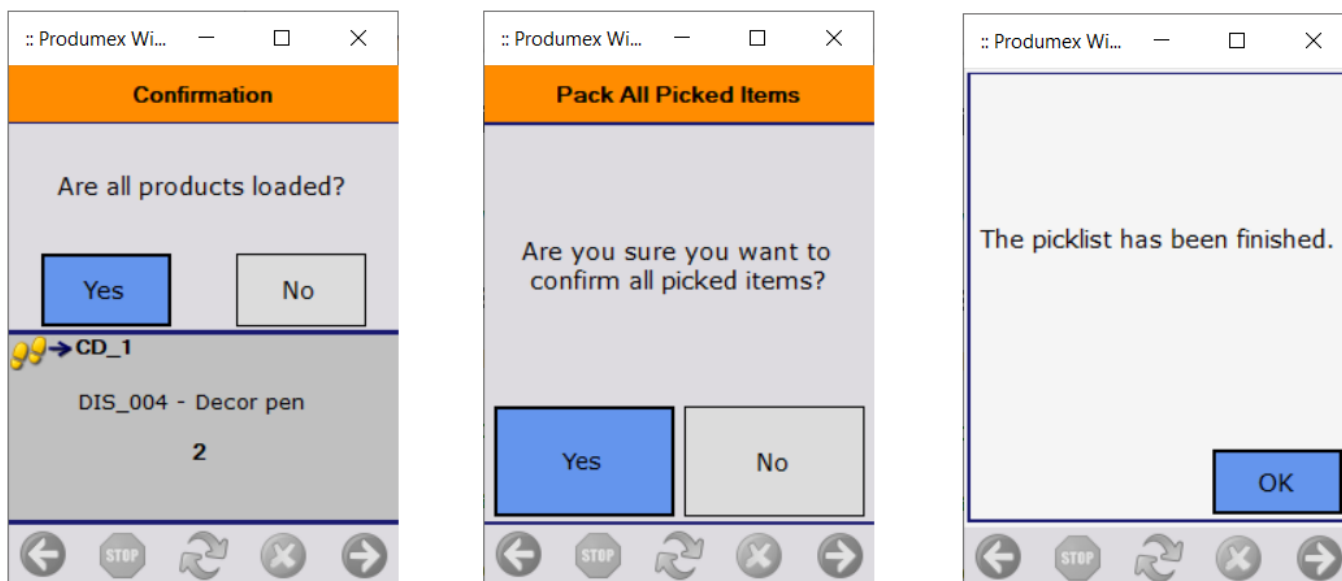 :: Produmex Wi...
Confirmation
Are all products loaded?
Yes
No
CD_1
DIS_004 - Decor pen
2
STOP
:: Produmex Wi...
Pack All Picked Items
Are you sure you want to
confirm all picked items?
Yes
No
STOP
:: Produmex Wi...
The picklist has been finished.
OK
STOP